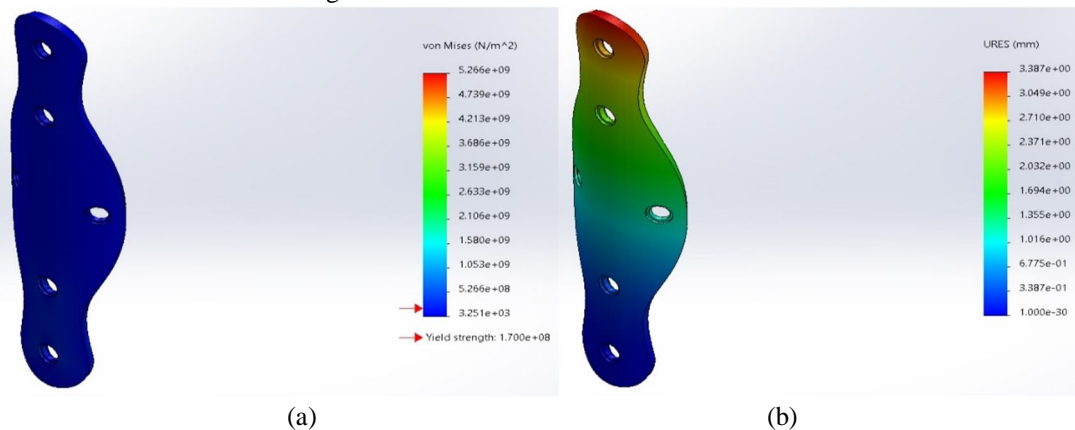 von Mises (N/m^2)
5.266e+09
4.739e+09
4.213e+09
3.686e+09
3.159e+09
2.633e+09
2.106e+09
1.580e+09
1.053e+09
5.266e+08
3.251e+03
Yield strength: 1.700e+08
URES (mm)
3.387e+00
3.049e+00
2.710e+00
2.371e+00
2.032e+00
1.694e+00
1.355e+00
1.016e+00
6.775e-01
3.387e-01
1.000e-30
(a)
(b)